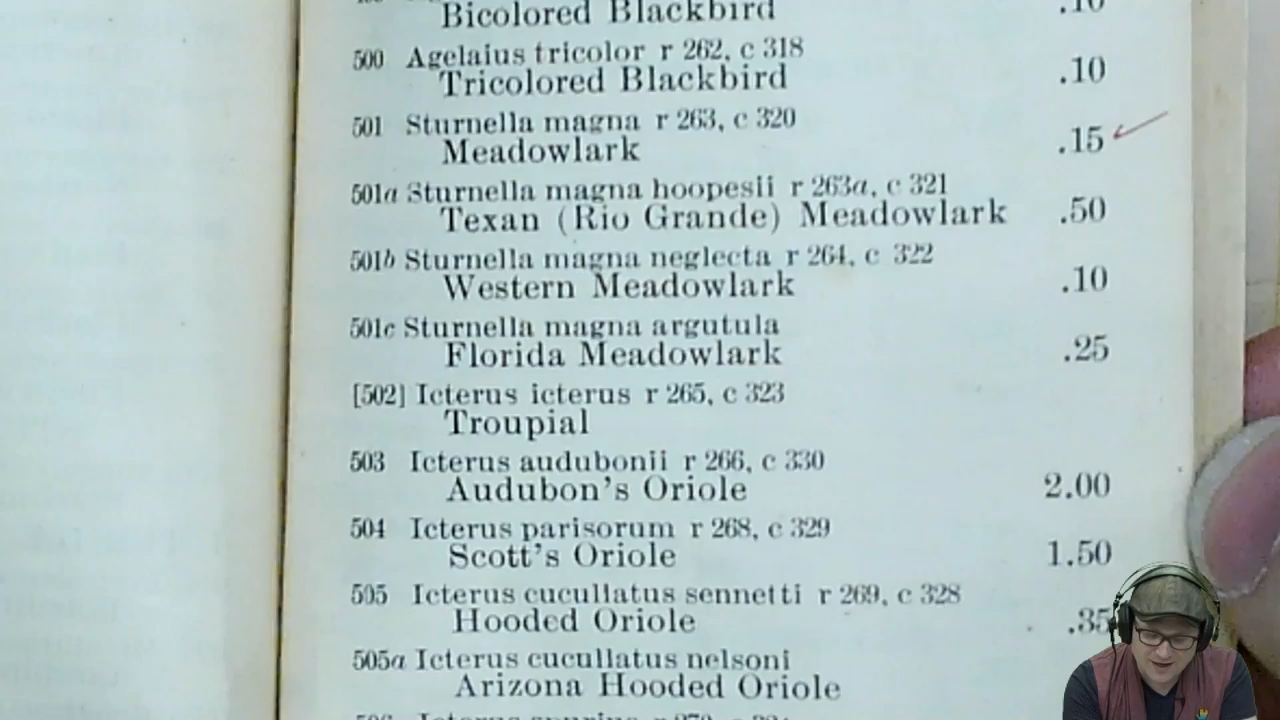 Bicolored Blackbird .10
500 Agelaius tricolor r 262, c 318
Tricolored Blackbird .10
501 Sturnella magna r 263, c 320
Meadowlark .15
501a Sturnella magna hoopesii r 263a, c 321
Texan (Rio Grande) Meadowlark .50
501b Sturnella magna neglecta r 264, c 322
Western Meadowlark .10
501c Sturnella magna argutula
Florida Meadowlark .25
[502] Icterus icterus r 265, c 323
Troupial
503 Icterus audubonii r 266, c 330
Audubon's Oriole 2.00
504 Icterus parisorum r 268, c 329
Scott's Oriole 1.50
505 Icterus cucullatus sennetti r 269, c 328
Hooded Oriole .35
505a Icterus cucullatus nelsoni
Arizona Hooded Oriole